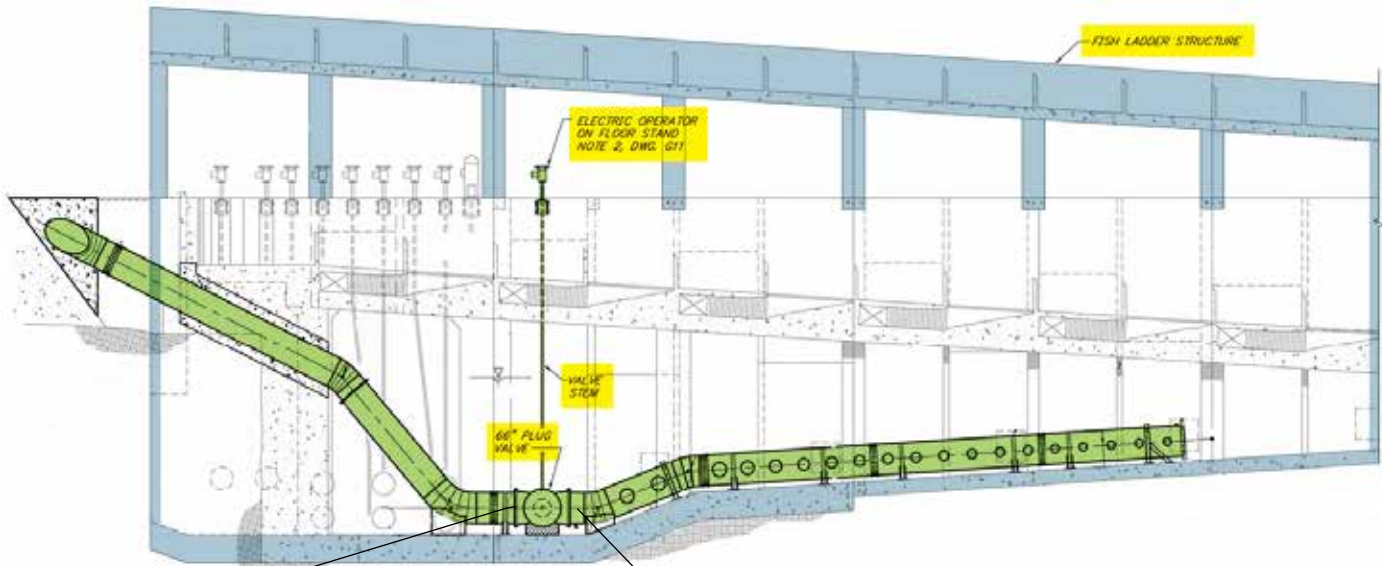 FISH LADDER STRUCTURE
ELECTRIC OPERATOR
ON FLOOR STAND
NOTE 2, DWG. G11
VALVE
STEM
66" PLUG
VALVE